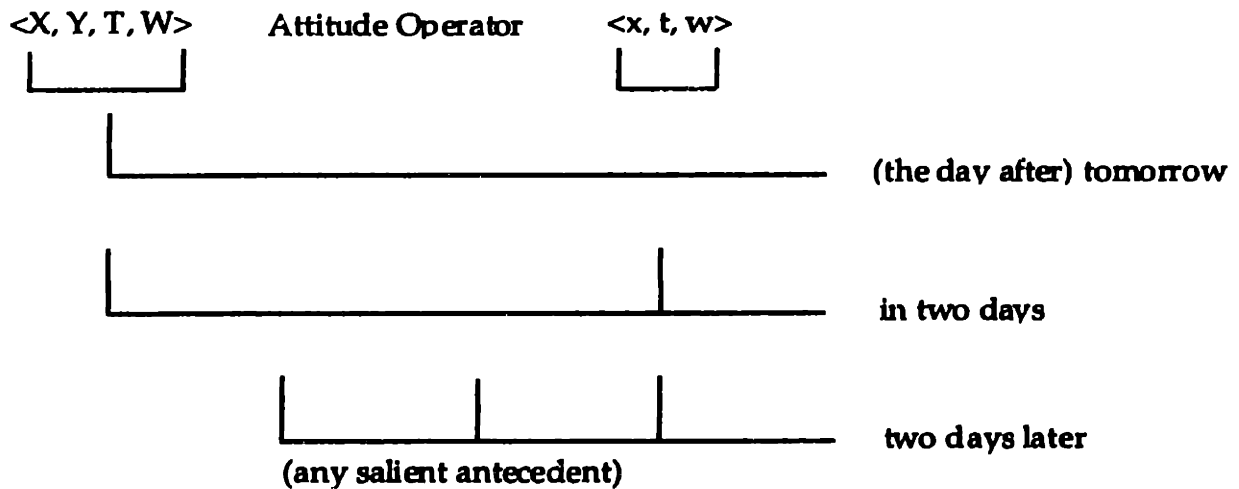 <X, Y, T, W> Attitude Operator <x, t, w>
(the day after) tomorrow
in two days
two days later
(any salient antecedent)